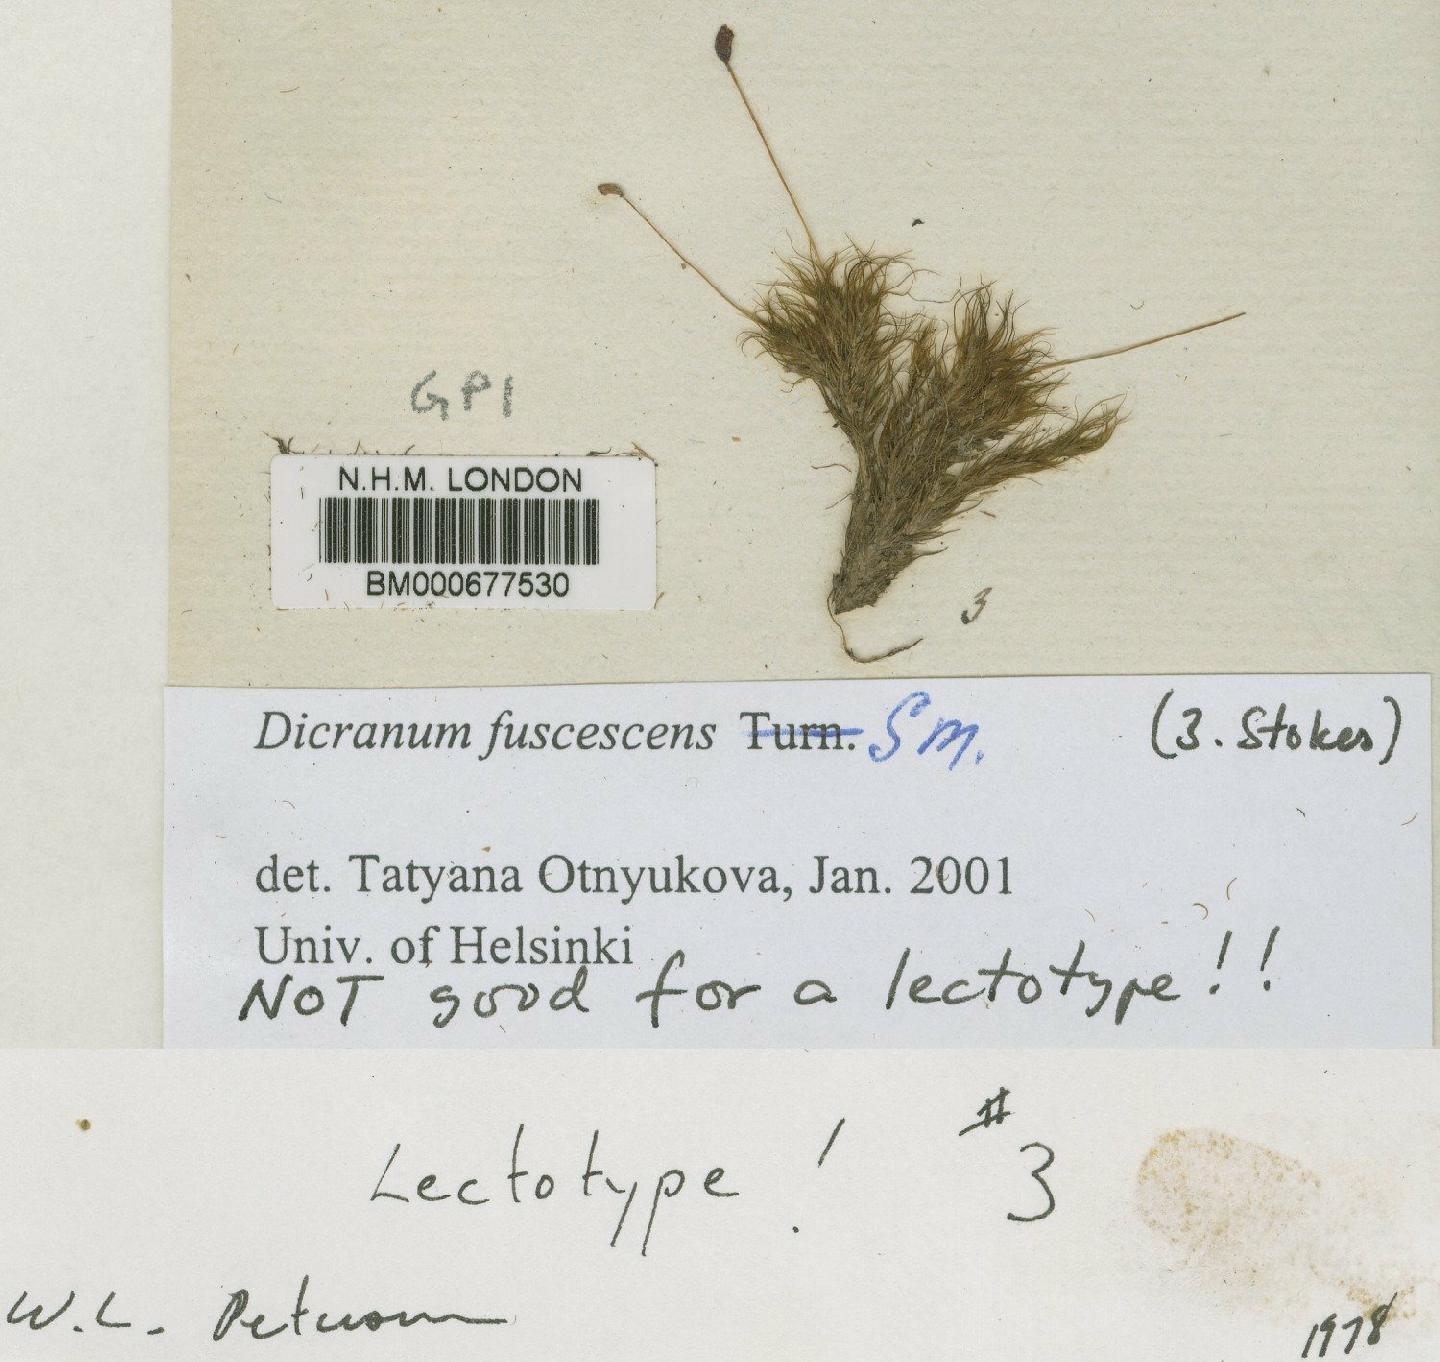 GP1
N.H.M. LONDON
BM000677530
3
Dicranum fuscescens Turn. Sm. (3. Stokes)
det. Tatyana Otnyukova, Jan. 2001
Univ. of Helsinki
NOT good for a lectotype!!
Lectotype! #3
W.L. Peterson
1978